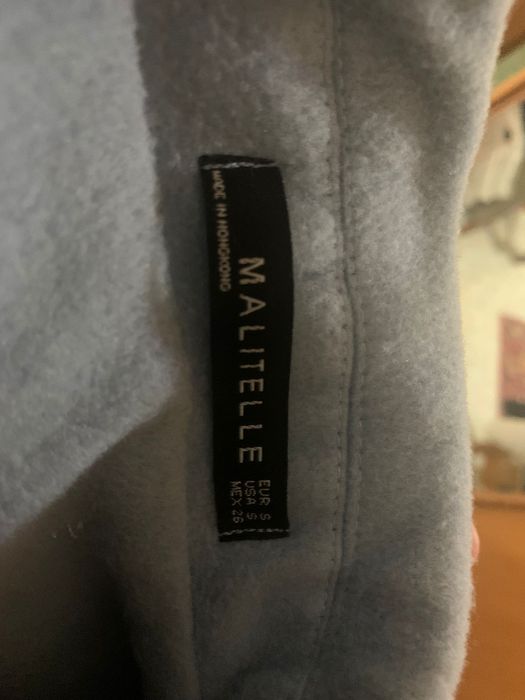 MADE IN HONGKONG
MALITELLE
EUR S
USA S
MEX 26